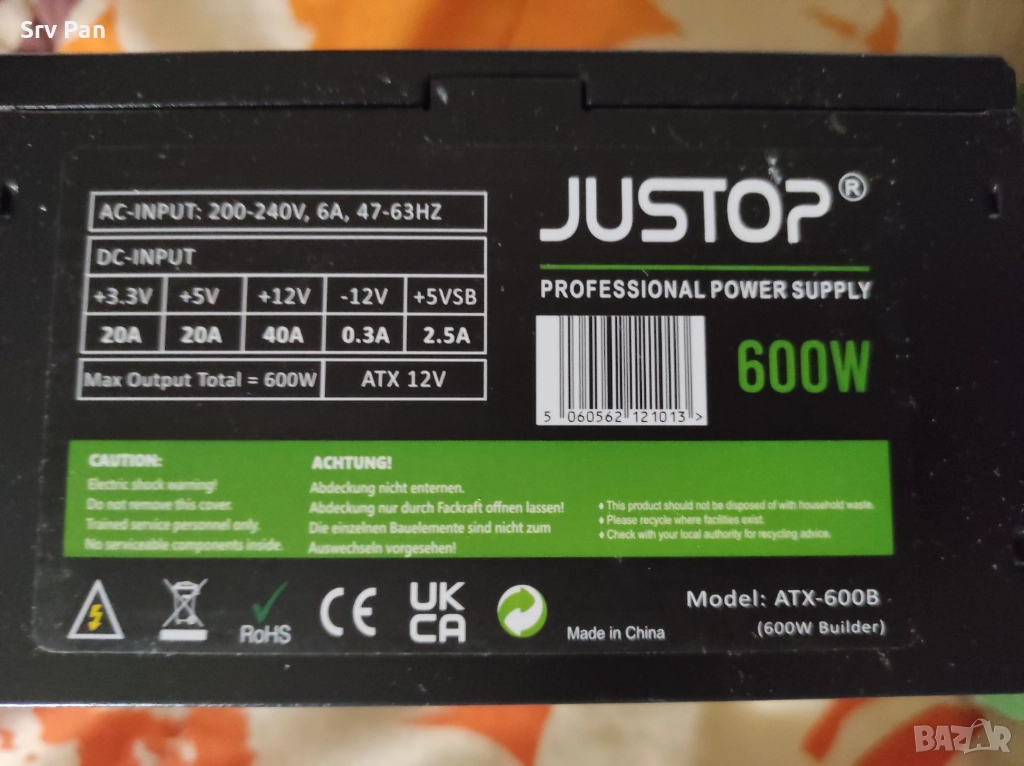 Srv Pan
AC-INPUT: 200-240V, 6A, 47-63HZ
DC-INPUT
+3.3V +5V +12V -12V +5VSB
20A 20A 40A 0.3A 2.5A
Max Output Total = 600W ATX 12V
JUSTOP®
PROFESSIONAL POWER SUPPLY
600W
5 060562 121013 >
CAUTION:
Electric shock warning!
Do not remove this cover.
Trained service personnel only.
No serviceable components inside.
ACHTUNG!
Abdeckung nicht enternen.
Abdeckung nur durch Fackraft offnen lassen!
Die einzelnen Bauelemente sind nicht zum
Auswechseln vorgesehen!
♦ This product should not be disposed of with household waste.
♦ Please recycle where facilities exist.
♦ Check with your local authority for recycling advice.
RoHS
CE
UK
CA
Made in China
Model: ATX-600B
(600W Builder)
BAZAR